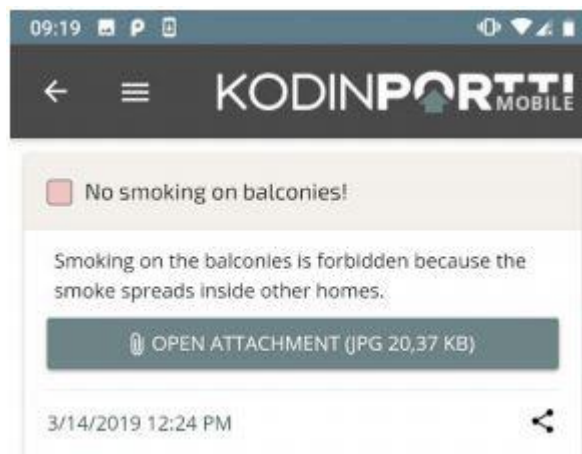 09:19
KODINPORTTI
MOBILE
No smoking on balconies!
Smoking on the balconies is forbidden because the
smoke spreads inside other homes.
OPEN ATTACHMENT (JPG 20,37 KB)
3/14/2019 12:24 PM